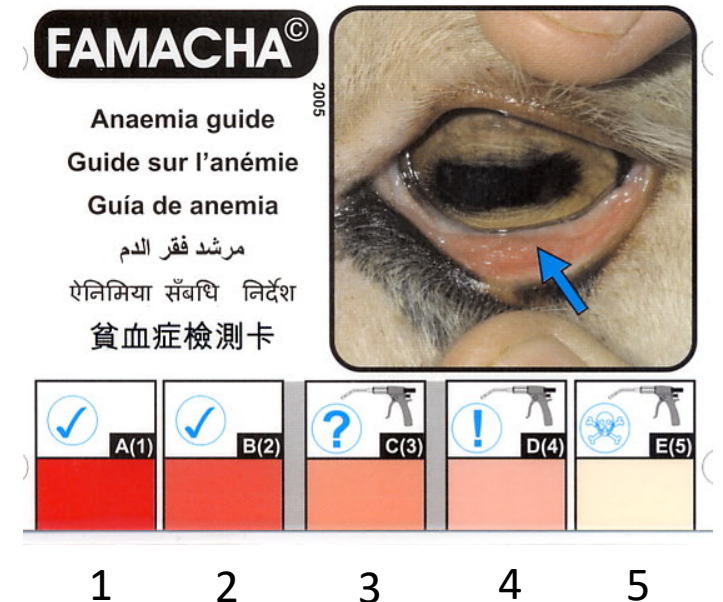 FAMACHA©
2005
Anaemia guide
Guide sur l'anémie
Guía de anemia
مرشد فقر الدم
ऐनिमिया सँबधि निर्देश
貧血症檢測卡
A(1) B(2) ? C(3) ! D(4) E(5)
1 2 3 4 5